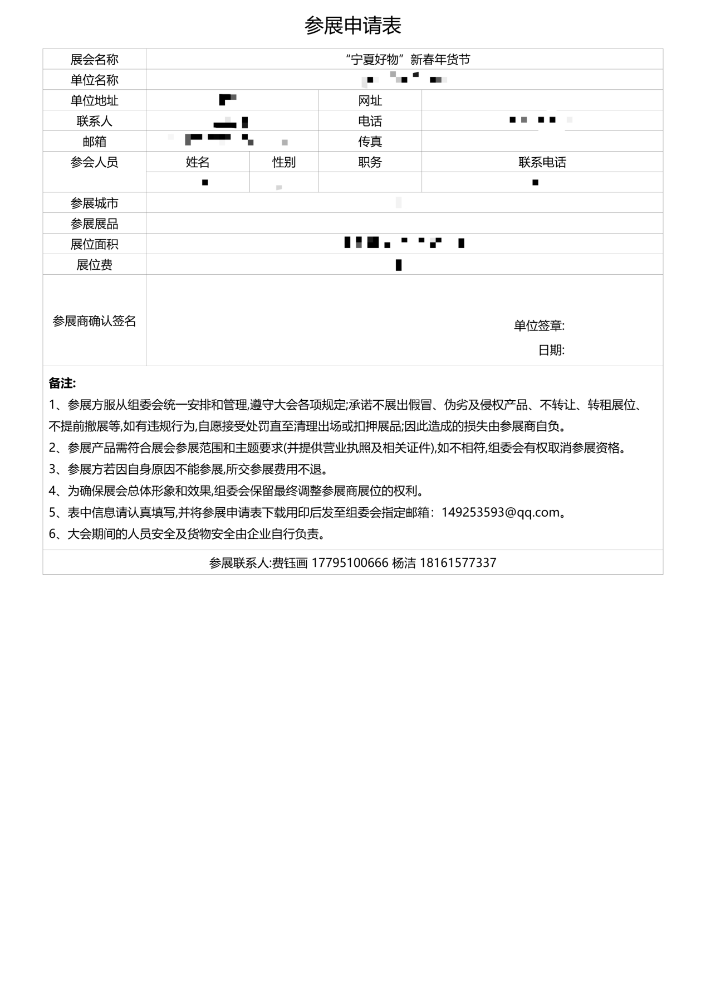 参展申请表
展会名称 “宁夏好物”新春年货节
单位名称
单位地址 网址
联系人 电话
邮箱 传真
参会人员 姓名 性别 职务 联系电话
参展城市
参展展品
展位面积
展位费
参展商确认签名
单位签章:
日期:
备注:
1、参展方服从组委会统一安排和管理,遵守大会各项规定;承诺不展出假冒、伪劣及侵权产品、不转让、转租展位、
不提前撤展等,如有违规行为,自愿接受处罚直至清理出场或扣押展品;因此造成的损失由参展商自负。
2、参展产品需符合展会参展范围和主题要求(并提供营业执照及相关证件),如不相符,组委会有权取消参展资格。
3、参展方若因自身原因不能参展,所交参展费用不退。
4、为确保展会总体形象和效果,组委会保留最终调整参展商展位的权利。
5、表中信息请认真填写,并将参展申请表下载用印后发至组委会指定邮箱：149253593@qq.com。
6、大会期间的人员安全及货物安全由企业自行负责。
参展联系人:费钰画 17795100666 杨洁 18161577337